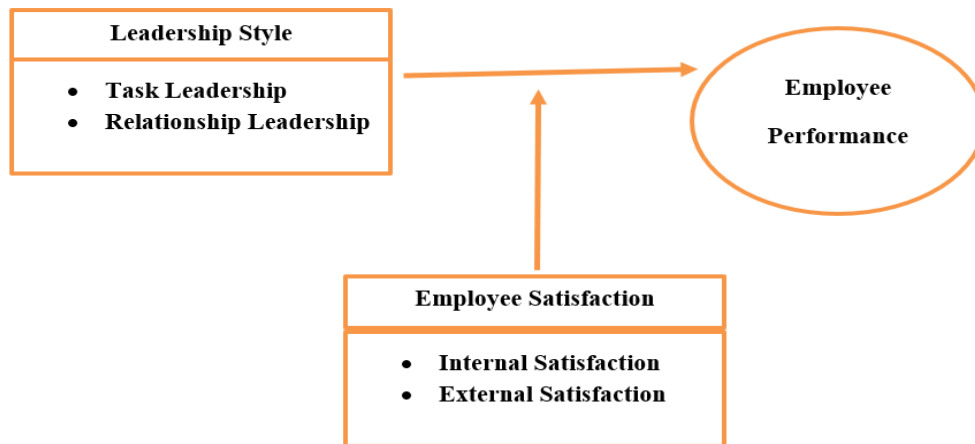 Leadership Style
• Task Leadership
• Relationship Leadership
Employee
Performance
Employee Satisfaction
• Internal Satisfaction
• External Satisfaction